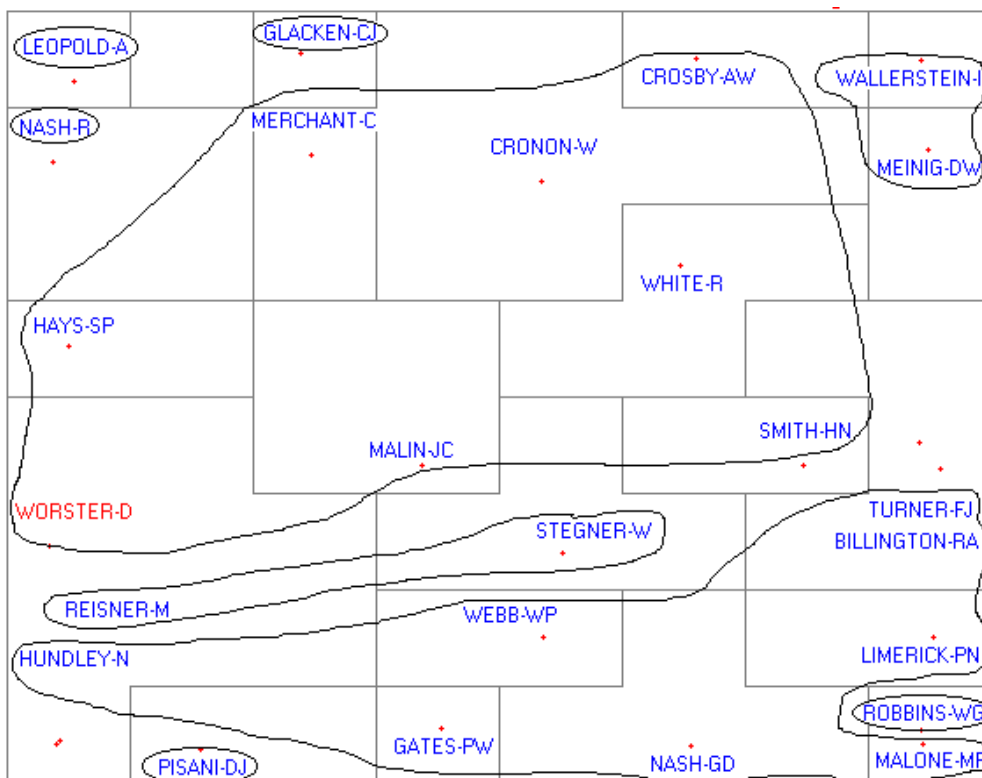 LEOPOLD-A
GLACKEN-CJ
CROSBY-AW
WALLERSTEIN-I
NASH-R
MERCHANT-C
CRONON-W
MEINIG-DW
WHITE-R
HAYS-SP
SMITH-HN
MALIN-JC
WORSTER-D
TURNER-FJ
STEGNER-W
BILLINGTON-RA
REISNER-M
WEBB-WP
HUNDLEY-N
LIMERICK-PN
ROBBINS-WG
GATES-PW
MALONE-MP
PISANI-DJ
NASH-GD